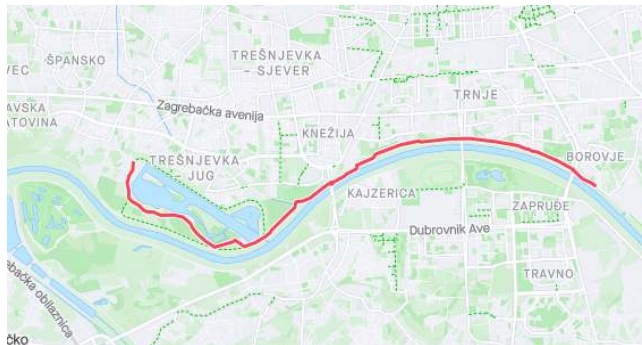 ŠPANSKO
TREŠNJEVKA
- SJEVER
VEC
TRNJE
Zagrebačka avenija
AVSKA
ATOVINA
KNEŽIJA
TREŠNJEVKA
JUG
BOROVJE
KAJZERICA
ZAPRUĐE
Dubrovnik Ave
TRAVNO
ebačka obilaznica
čko